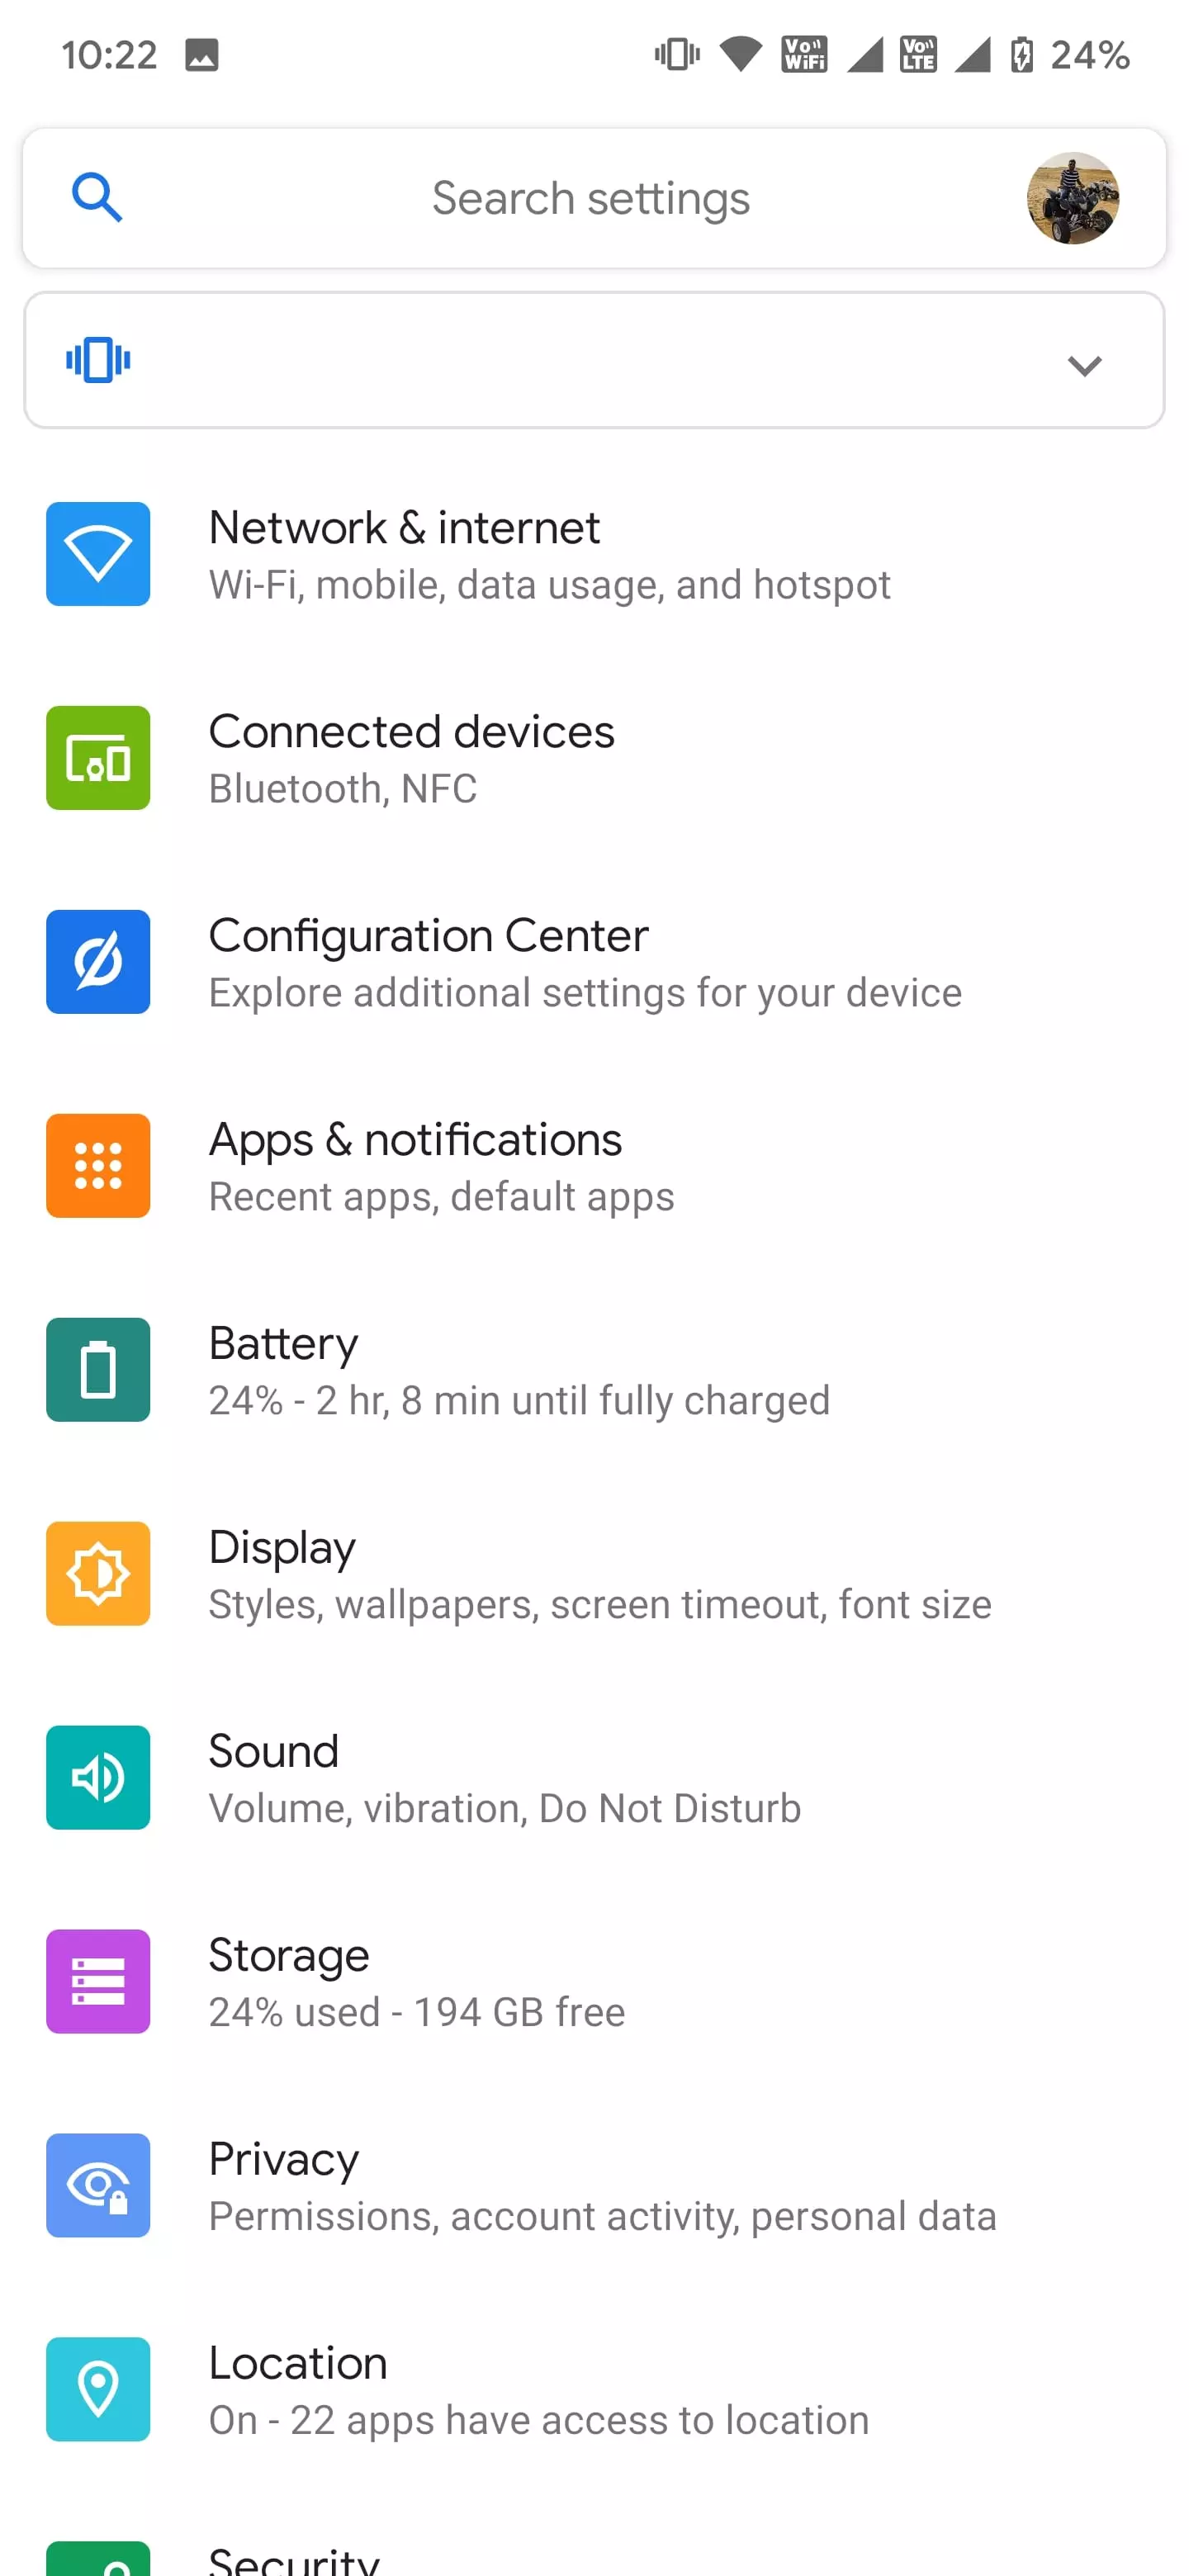 10:22 Vo WiFi Vo LTE 24%
Search settings
Network & internet
Wi-Fi, mobile, data usage, and hotspot
Connected devices
Bluetooth, NFC
Configuration Center
Explore additional settings for your device
Apps & notifications
Recent apps, default apps
Battery
24% - 2 hr, 8 min until fully charged
Display
Styles, wallpapers, screen timeout, font size
Sound
Volume, vibration, Do Not Disturb
Storage
24% used - 194 GB free
Privacy
Permissions, account activity, personal data
Location
On - 22 apps have access to location
Security